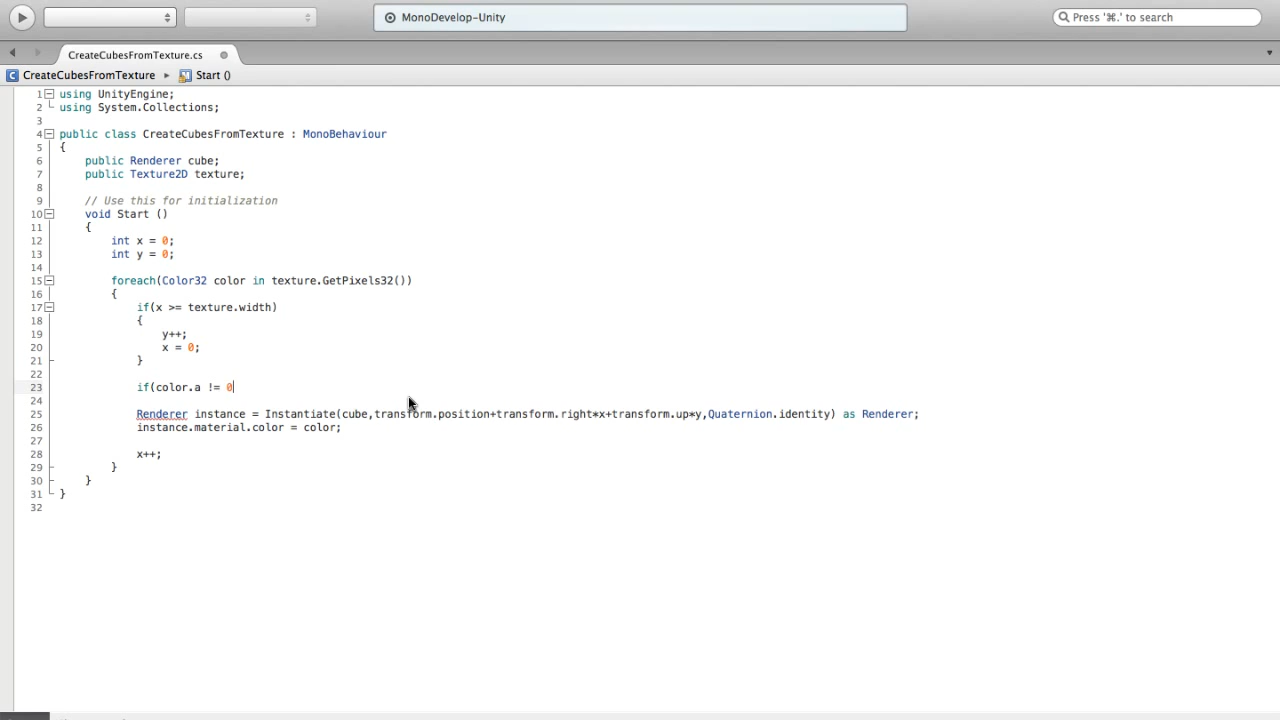 MonoDevelop-Unity
Press '⌘.' to search
CreateCubesFromTexture.cs
CreateCubesFromTexture ▸ Start ()
1 using UnityEngine;
2 using System.Collections;
3
4 public class CreateCubesFromTexture : MonoBehaviour
5 {
6 public Renderer cube;
7 public Texture2D texture;
8
9 // Use this for initialization
10 void Start ()
11 {
12 int x = 0;
13 int y = 0;
14
15 foreach(Color32 color in texture.GetPixels32())
16 {
17 if(x >= texture.width)
18 {
19 y++;
20 x = 0;
21 }
22
23 if(color.a != 0
24
25 Renderer instance = Instantiate(cube,transform.position+transform.right*x+transform.up*y,Quaternion.identity) as Renderer;
26 instance.material.color = color;
27
28 x++;
29 }
30 }
31 }
32